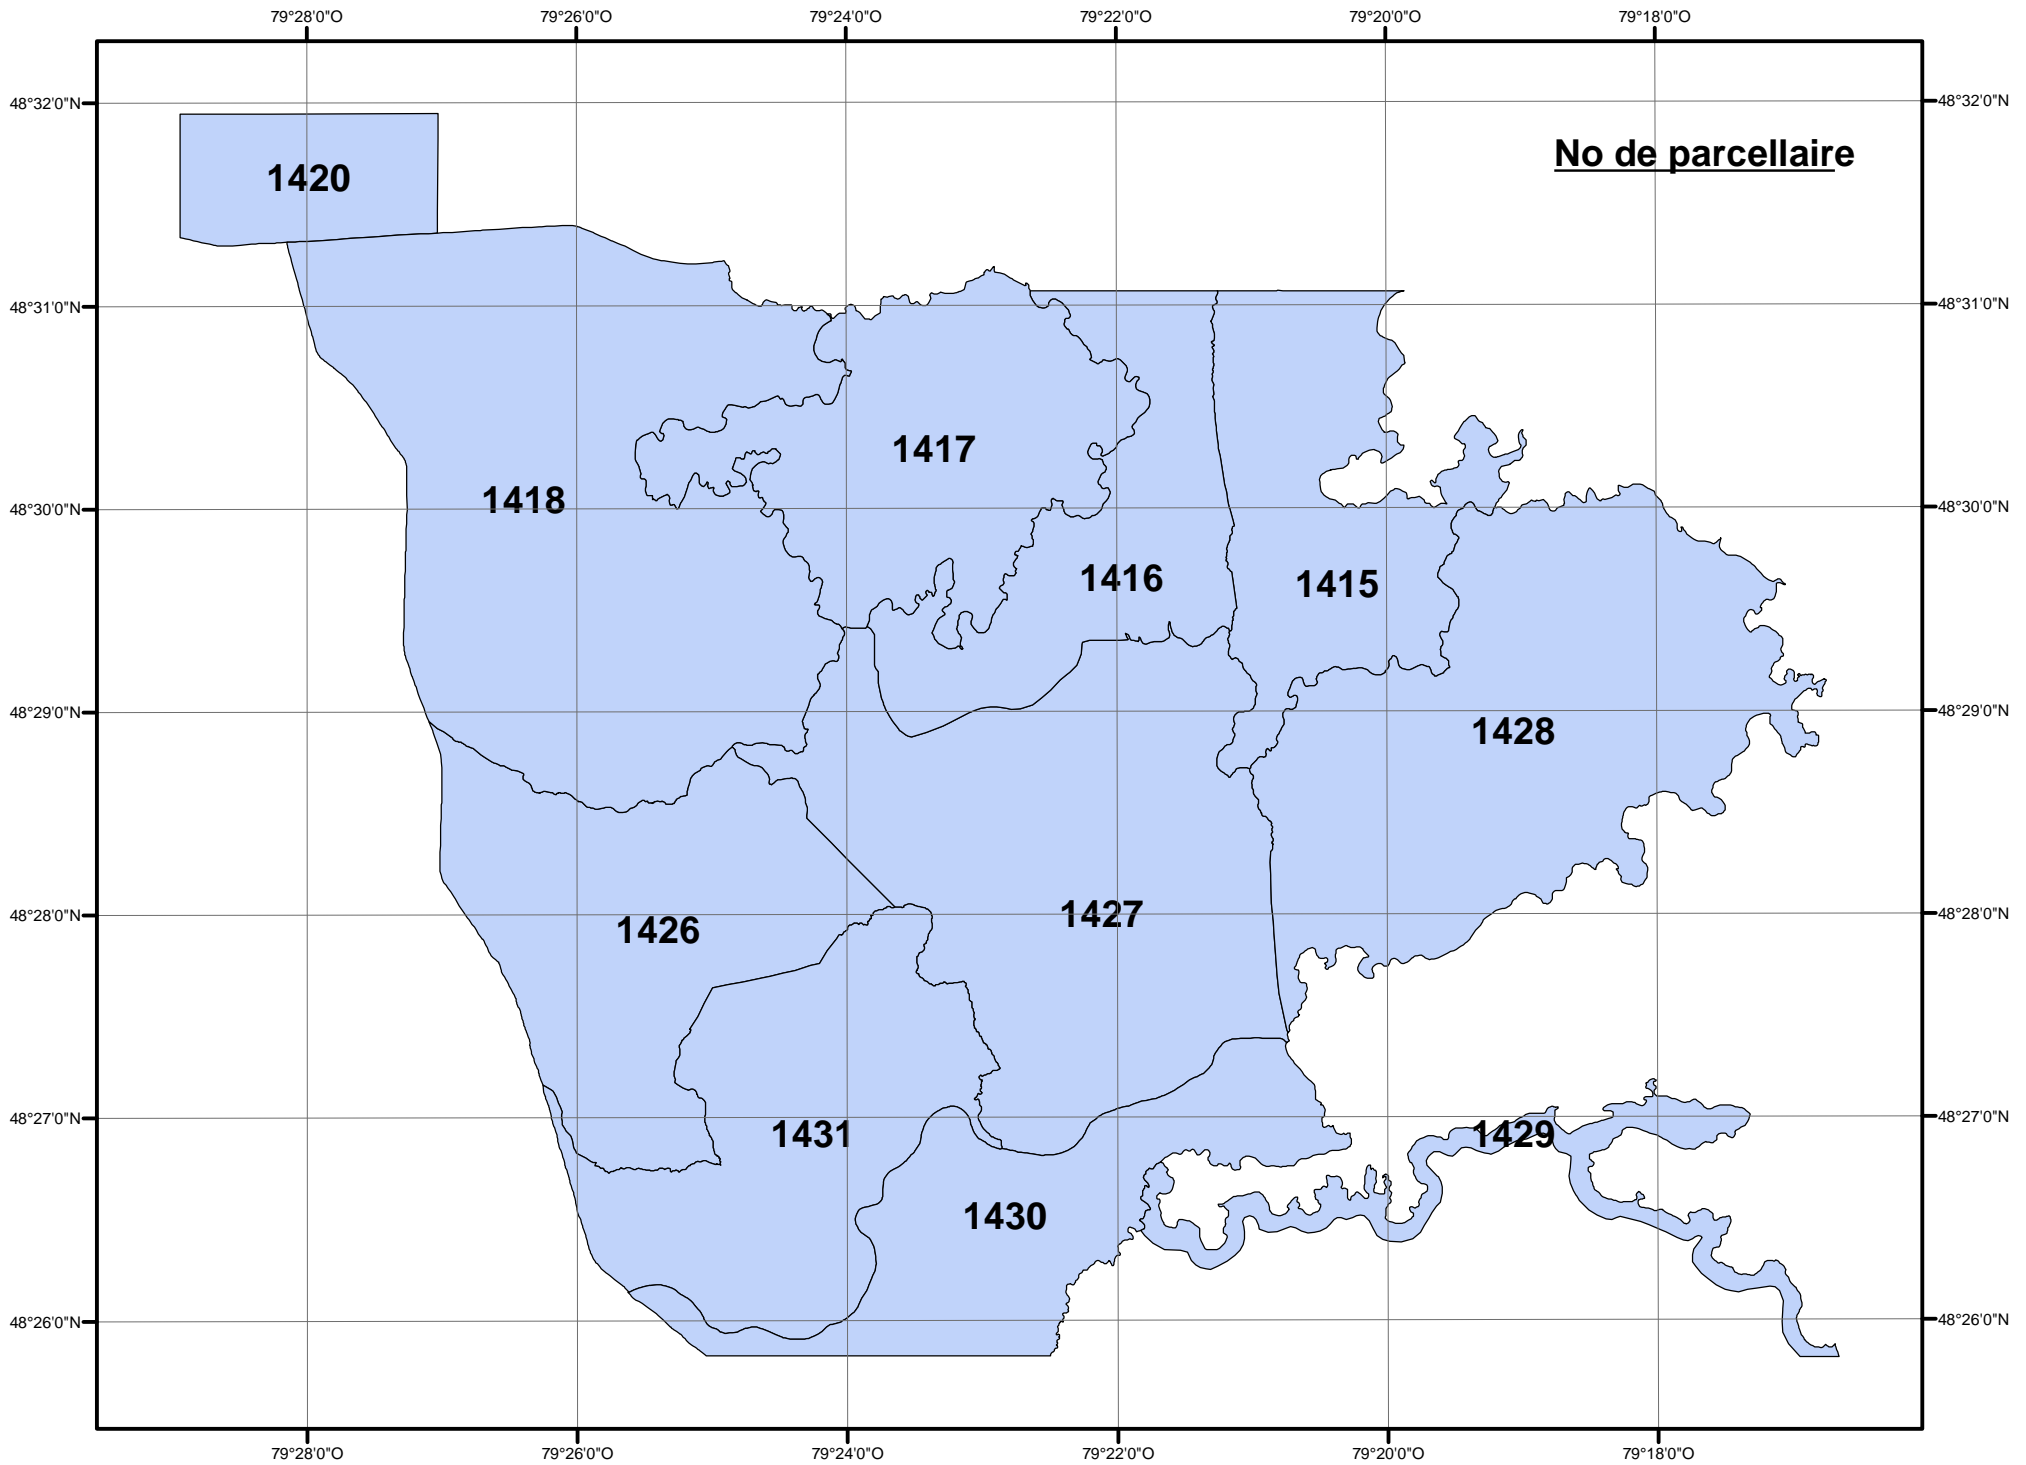 79°28'0"O 79°26'0"O 79°24'0"O 79°22'0"O 79°20'0"O 79°18'0"O
48°32'0"N 48°32'0"N
No de parcellaire
1420
48°31'0"N 48°31'0"N
1417
1418
48°30'0"N 48°30'0"N
1416
1415
48°29'0"N 48°29'0"N
1428
48°28'0"N 48°28'0"N
1427
1426
48°27'0"N 48°27'0"N
1431
1429
1430
48°26'0"N 48°26'0"N
79°28'0"O 79°26'0"O 79°24'0"O 79°22'0"O 79°20'0"O 79°18'0"O